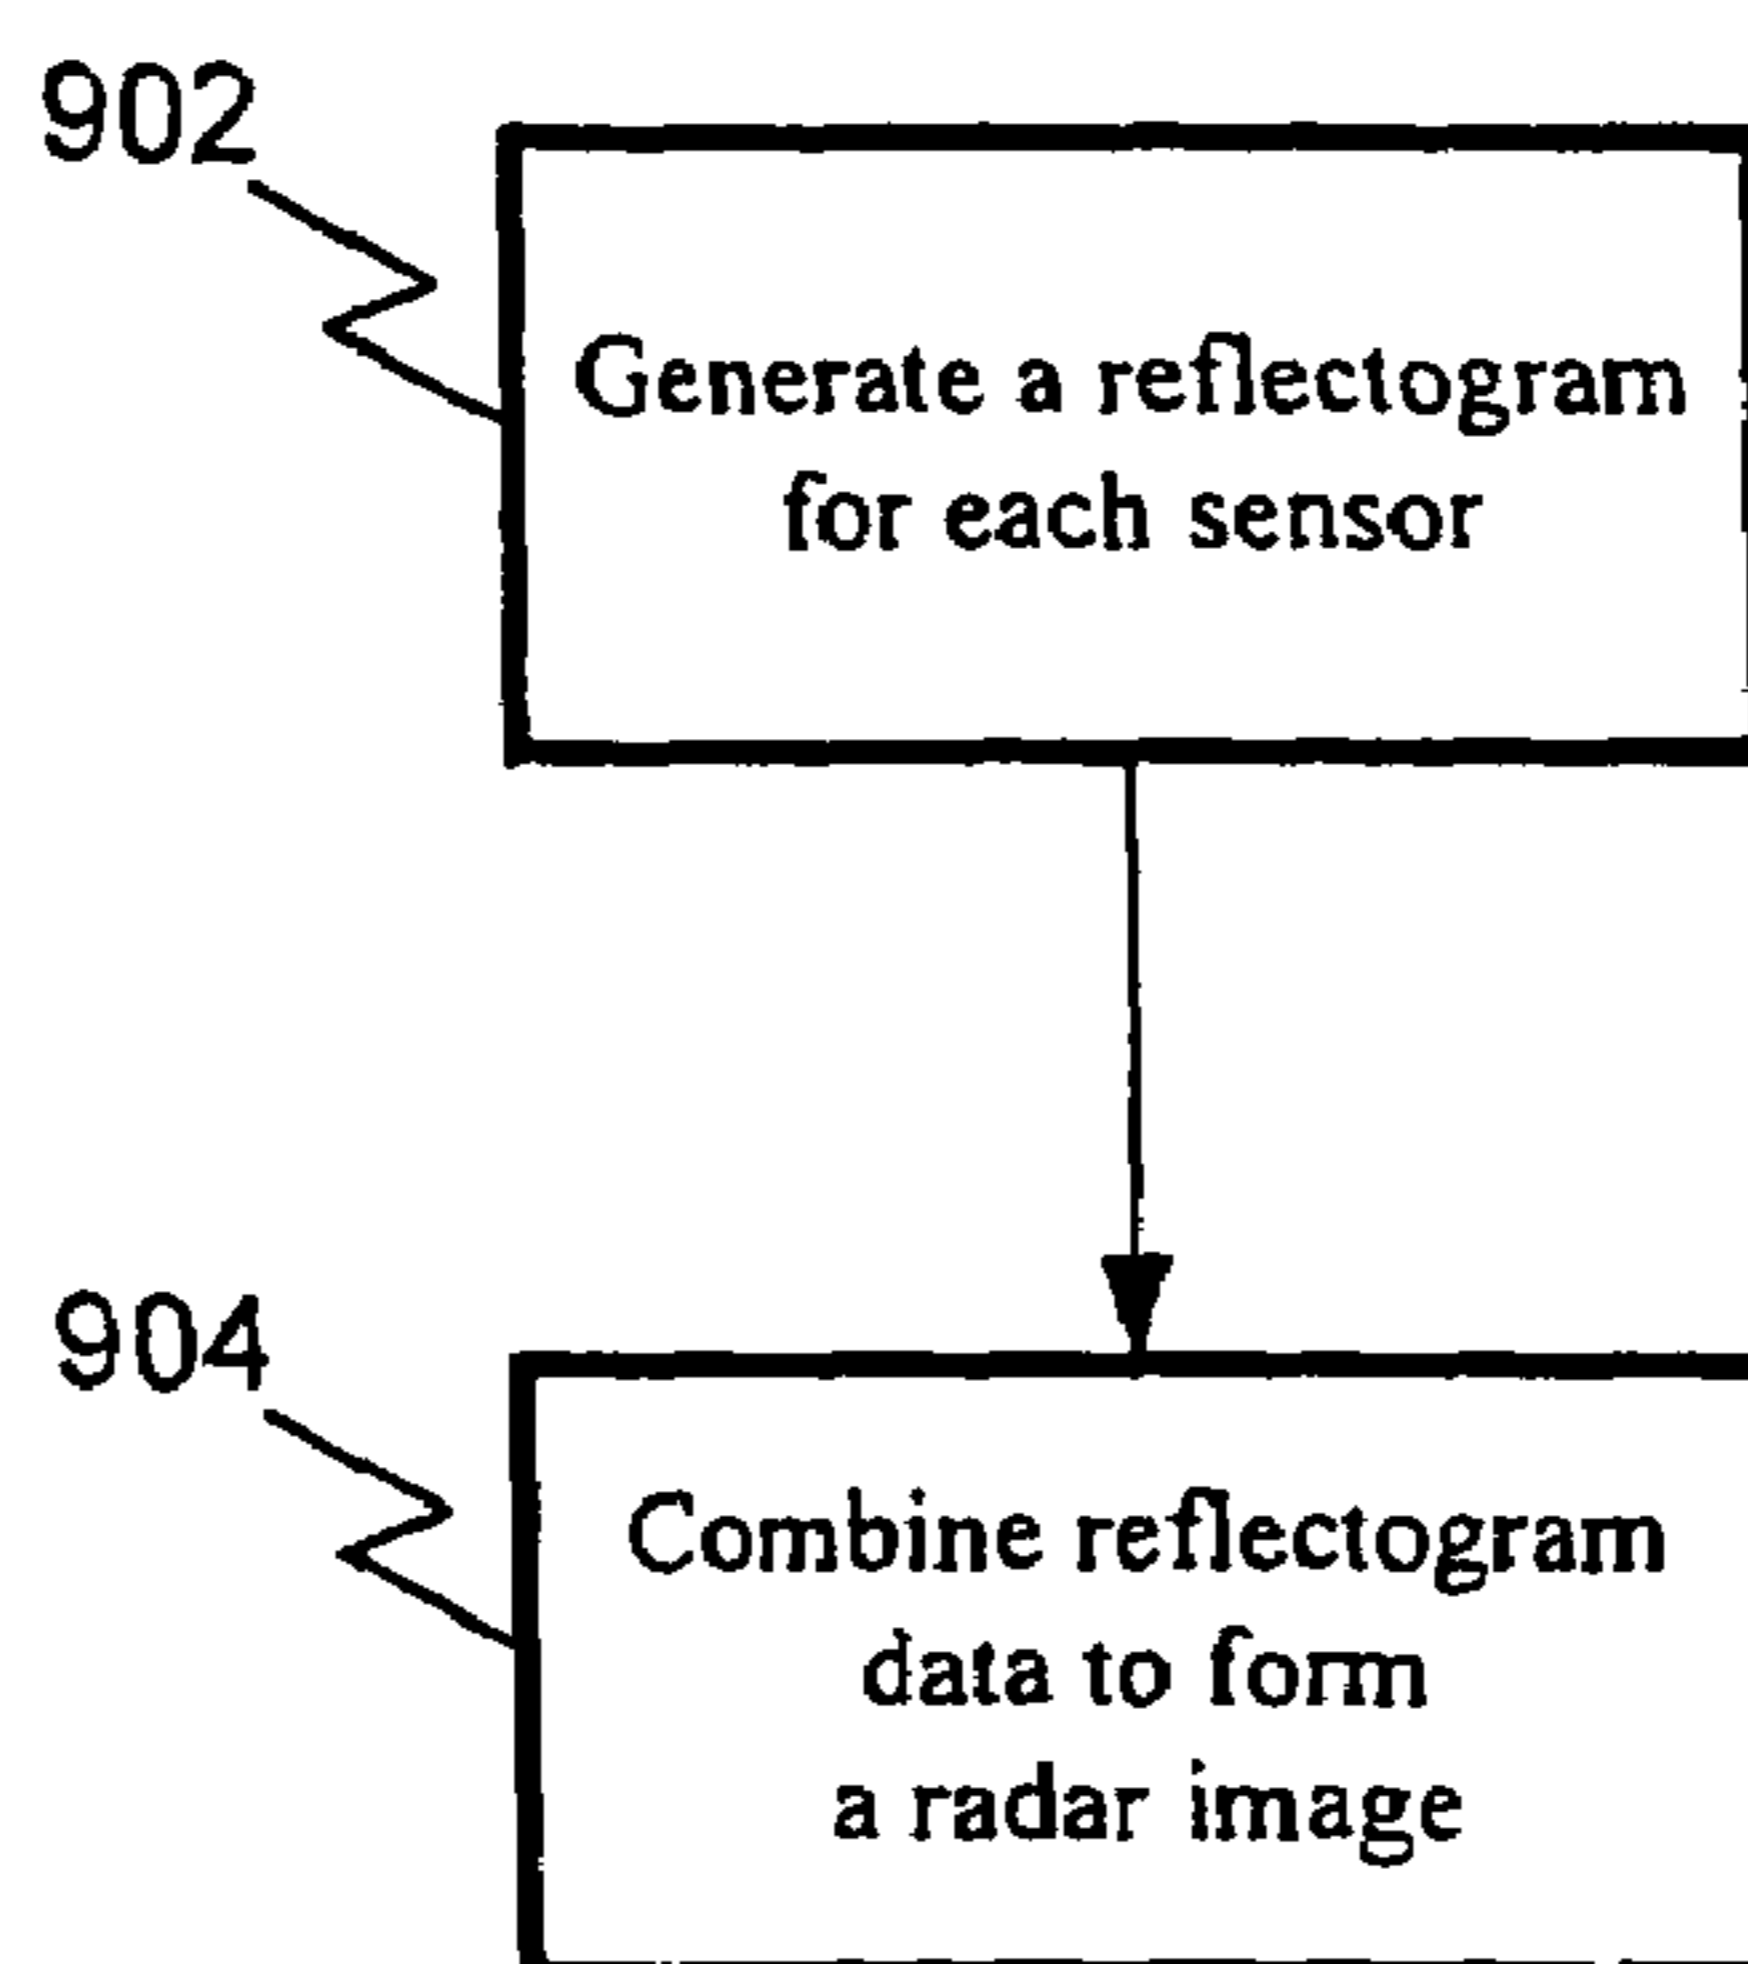 902
Generate a reflectogram
for each sensor
904
Combine reflectogram
data to form
a radar image